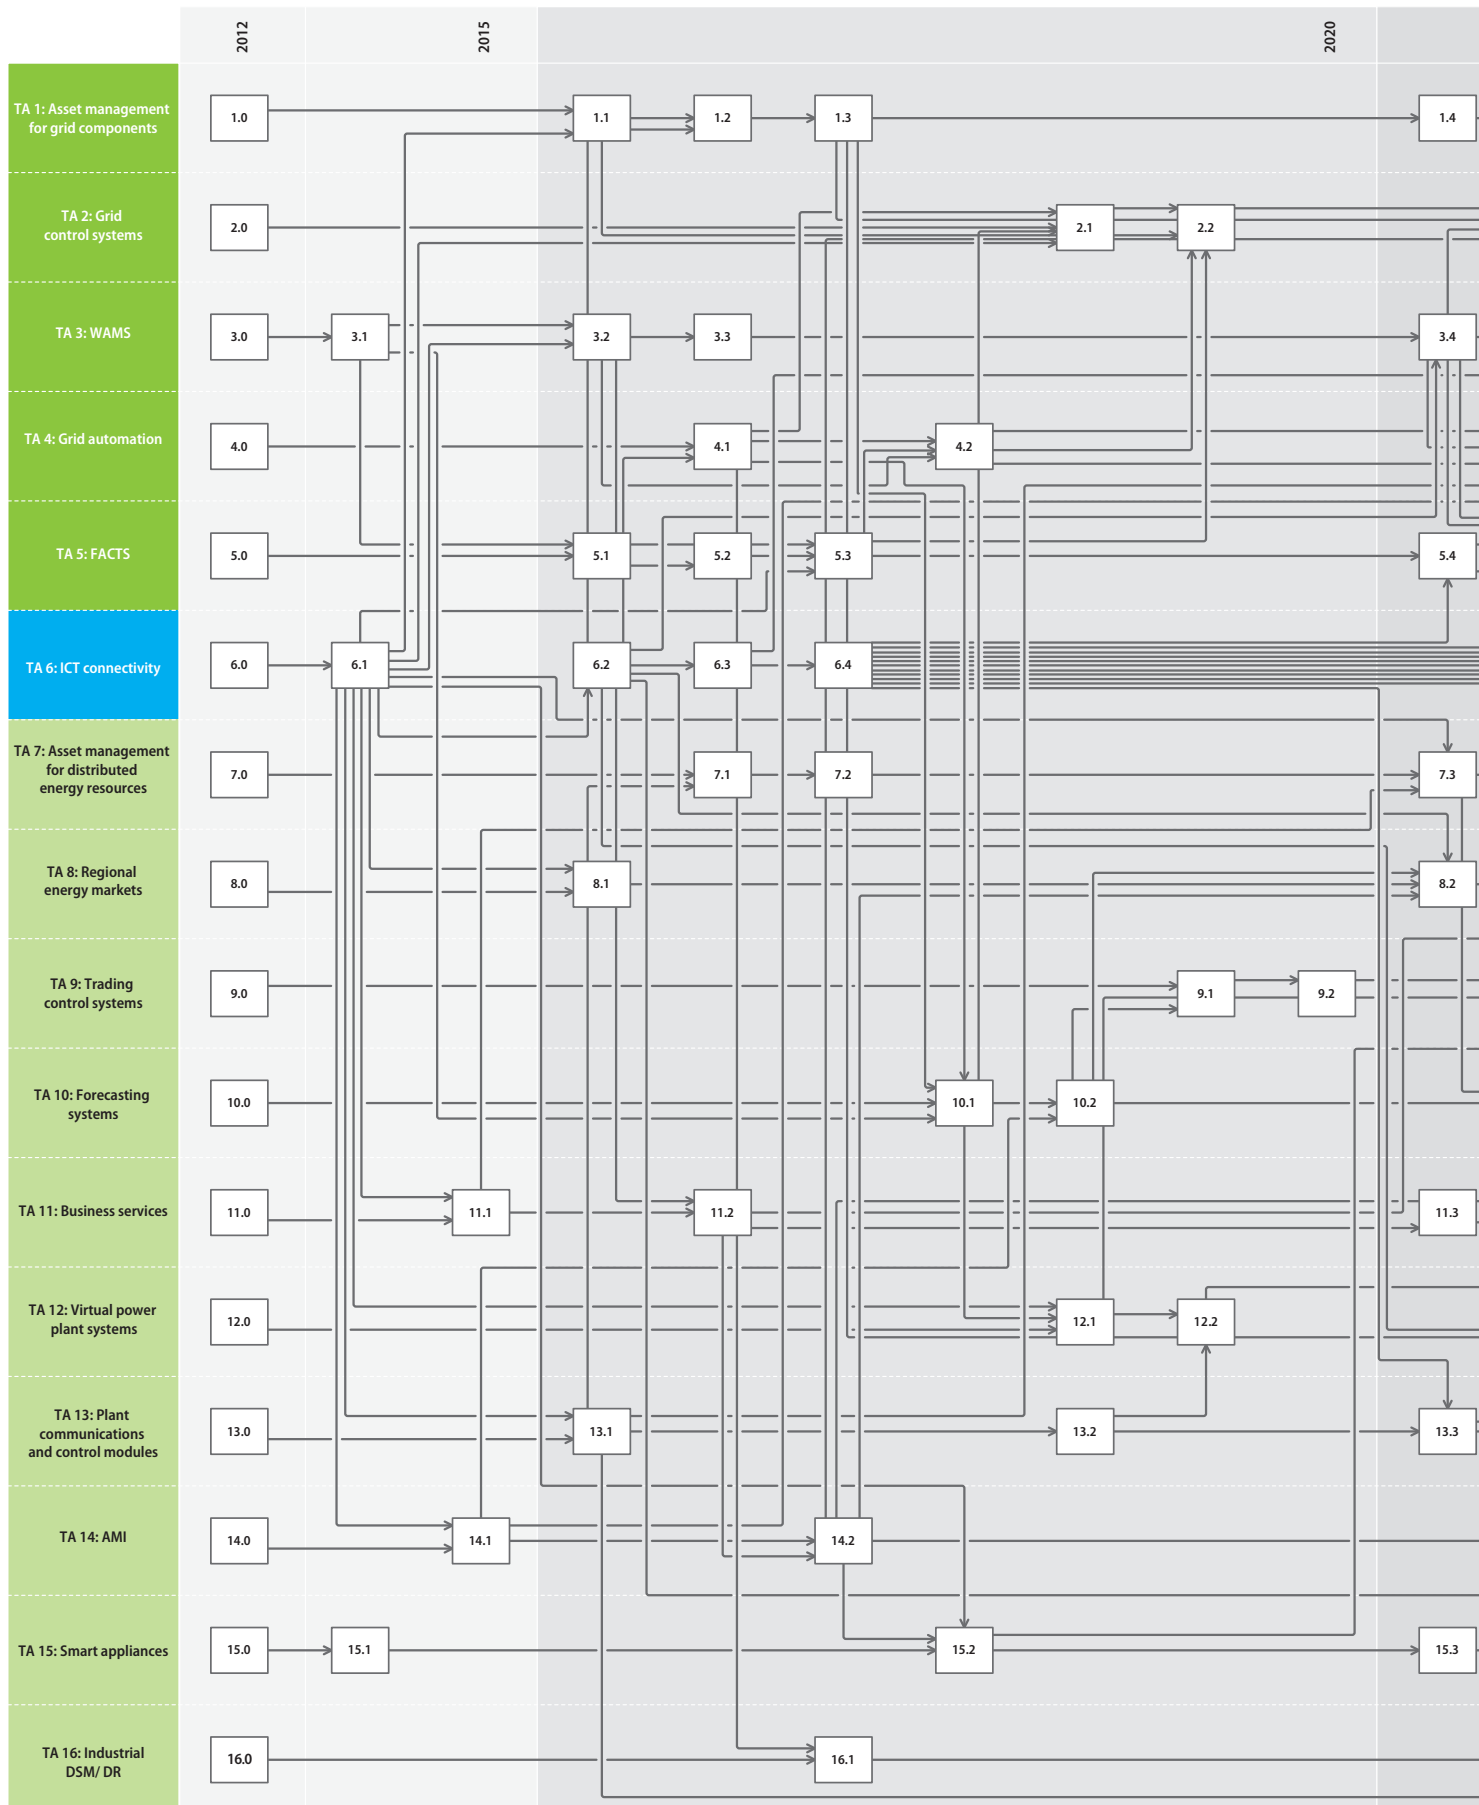 2012
2015
2020
TA 1: Asset management
for grid components
1.0
1.1
1.2
1.3
1.4
TA 2: Grid
control systems
2.0
2.1
2.2
TA 3: WAMS
3.0
3.1
3.2
3.3
3.4
TA 4: Grid automation
4.0
4.1
4.2
TA 5: FACTS
5.0
5.1
5.2
5.3
5.4
TA 6: ICT connectivity
6.0
6.1
6.2
6.3
6.4
TA 7: Asset management
for distributed
energy resources
7.0
7.1
7.2
7.3
TA 8: Regional
energy markets
8.0
8.1
8.2
TA 9: Trading
control systems
9.0
9.1
9.2
TA 10: Forecasting
systems
10.0
10.1
10.2
TA 11: Business services
11.0
11.1
11.2
11.3
TA 12: Virtual power
plant systems
12.0
12.1
12.2
TA 13: Plant
communications
and control modules
13.0
13.1
13.2
13.3
TA 14: AMI
14.0
14.1
14.2
TA 15: Smart appliances
15.0
15.1
15.2
15.3
TA 16: Industrial
DSM/ DR
16.0
16.1